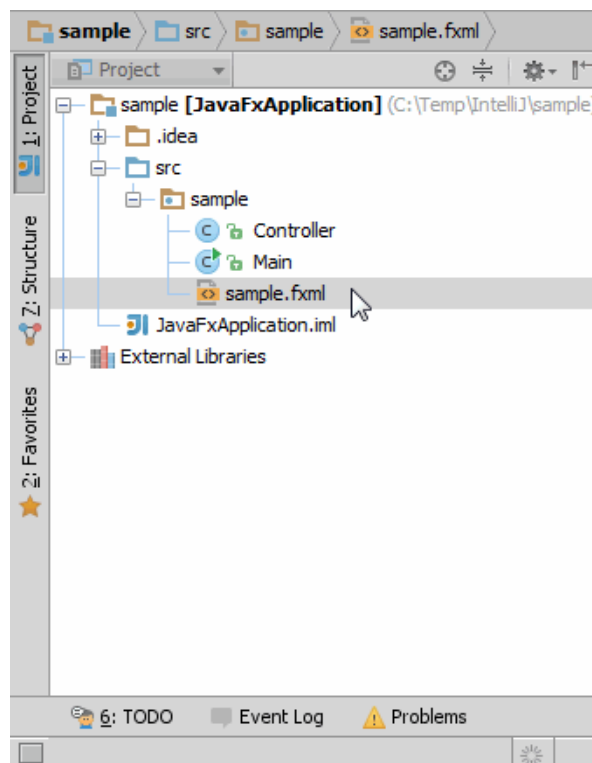 sample src sample sample.fxml
Project
1: Project
sample [JavaFxApplication] (C:\Temp\IntelliJ\sample
.idea
src
sample
C Controller
C Main
sample.fxml
JavaFxApplication.iml
External Libraries
7: Structure
2: Favorites
6: TODO Event Log Problems